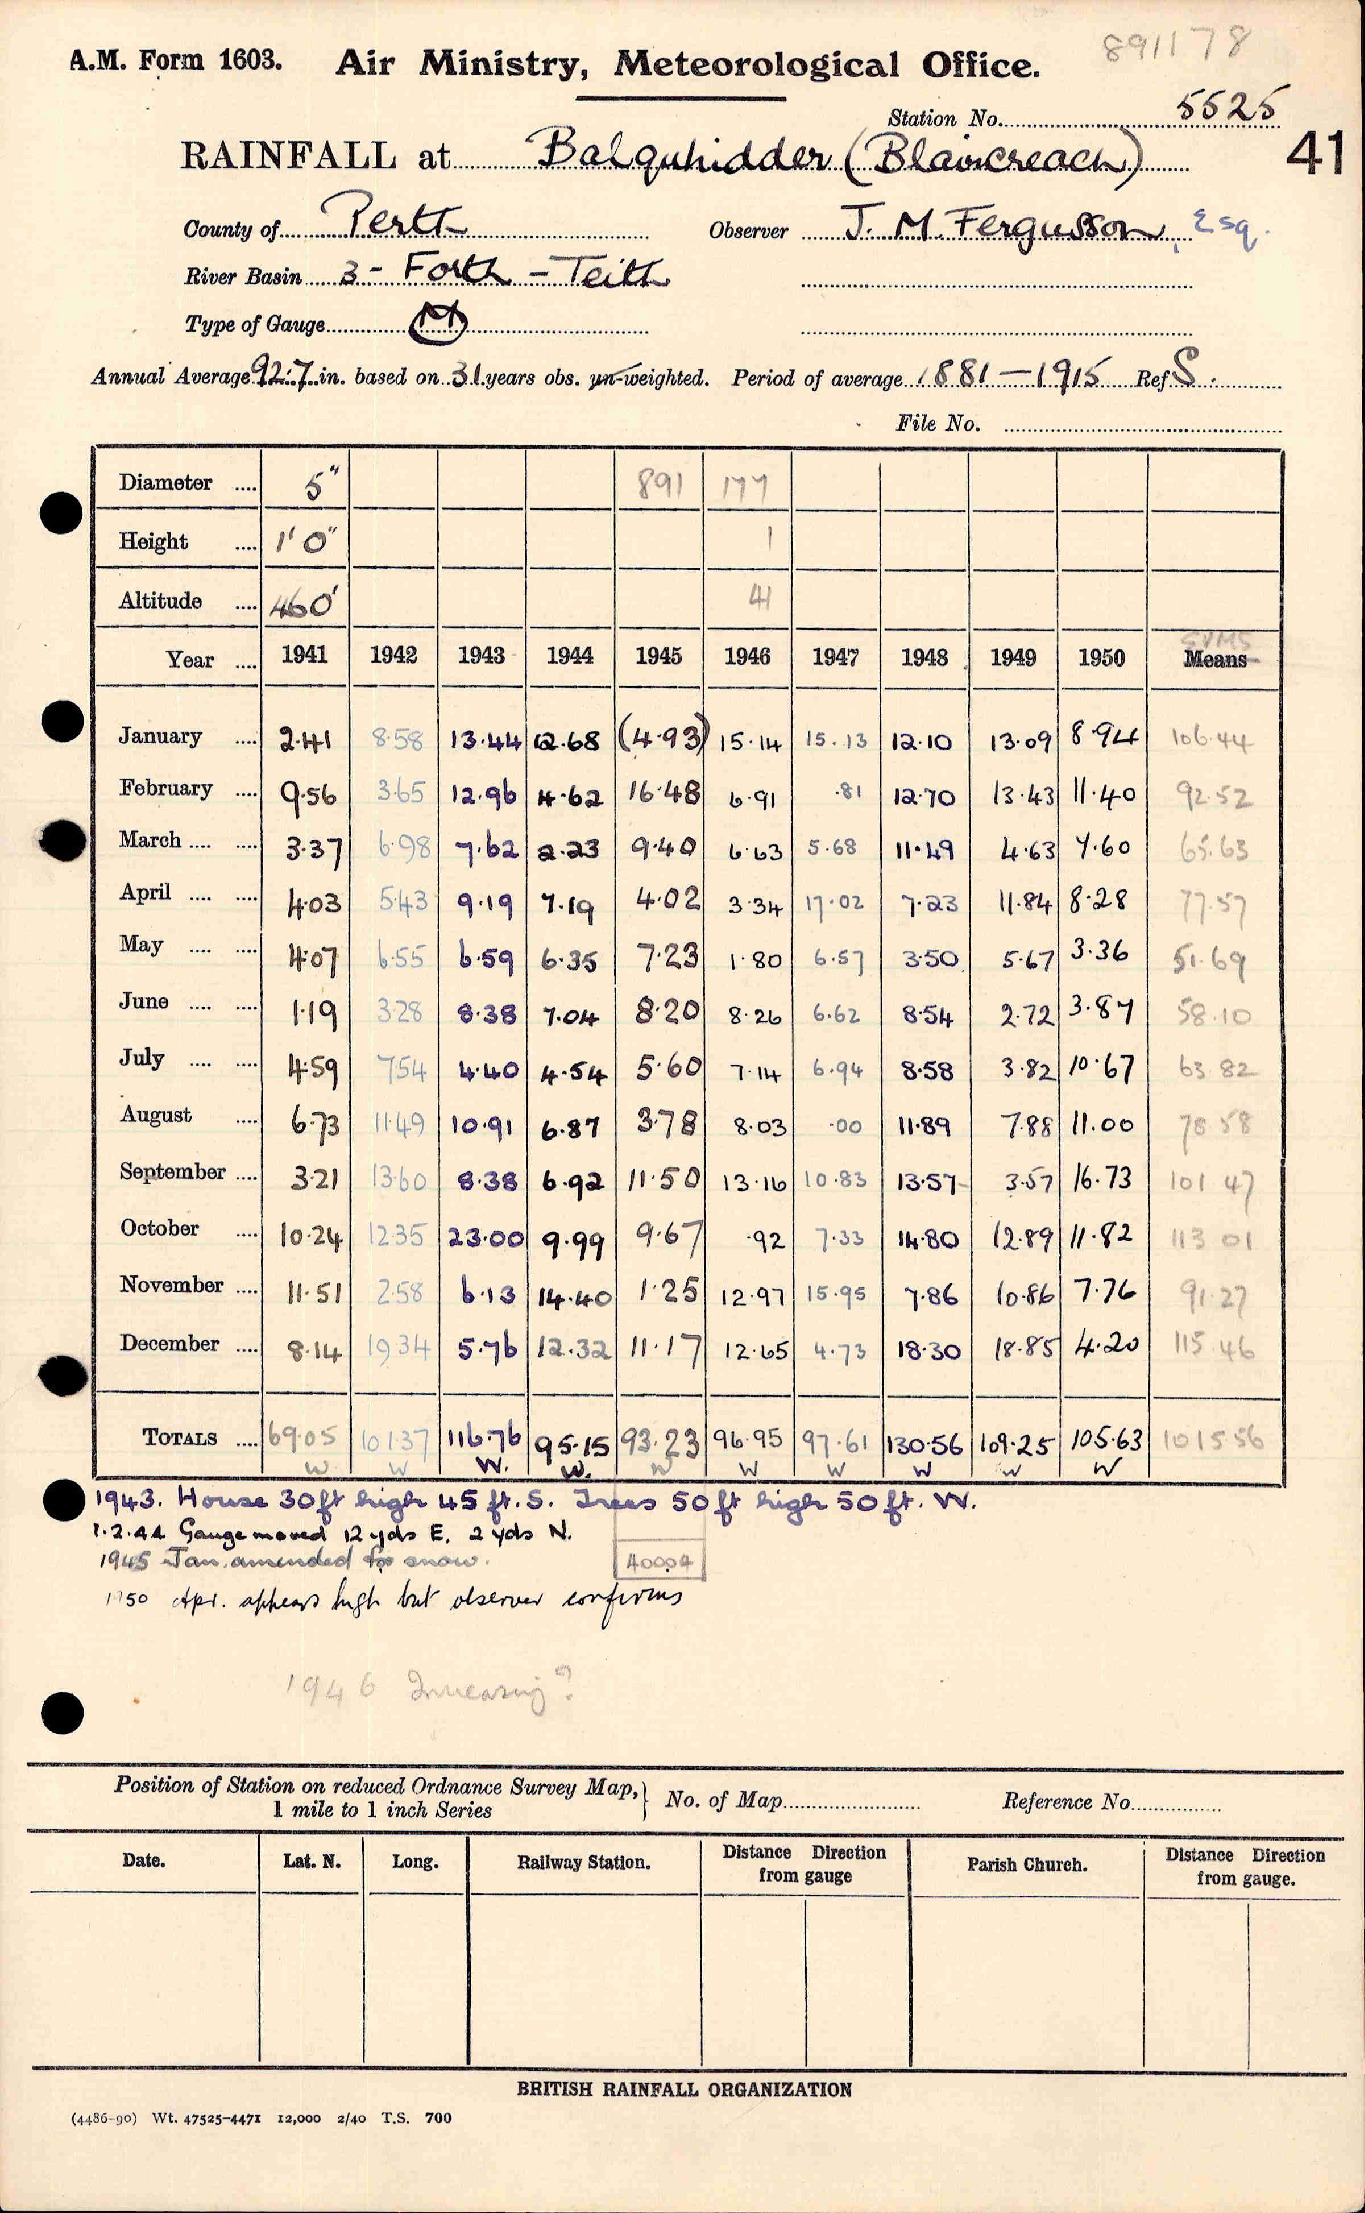 891178
A.M. Form 1603. Air Ministry, Meteorological Office.
Station No. 5525
RAINFALL at Balquhidder (Blaircreach) 41
County of Perth Observer J. M. Fergusson, Esq.
River Basin 3 - Forth - Teith
Type of Gauge M
Annual Average 92.7 in. based on 31 years obs. un-weighted. Period of average 1881-1915 Ref S.
File No.
Diameter .... 5" 891 177
Height .... 1' 0" 1
Altitude .... 460' 41
SUMS
Year .... 1941 1942 1943 1944 1945 1946 1947 1948 1949 1950 Means
January .... 2.41 8.58 13.44 12.68 (4.93) 15.14 15.13 12.10 13.09 8.94 106.44
February .... 9.56 3.65 12.96 4.62 16.48 6.91 .81 12.70 13.43 11.40 92.52
March .... .... 3.37 6.98 7.62 2.23 9.40 6.63 5.68 11.49 4.63 7.60 65.63
April .... .... 4.03 5.43 9.19 7.19 4.02 3.34 17.02 7.23 11.84 8.28 77.57
May .... .... 4.07 6.55 6.59 6.35 7.23 1.80 6.57 3.50 5.67 3.36 51.69
June .... .... 1.19 3.28 8.38 7.04 8.20 8.26 6.62 8.54 2.72 3.87 58.10
July .... .... 4.59 7.54 4.40 4.54 5.60 7.14 6.94 8.58 3.82 10.67 63.82
August .... 6.73 11.49 10.91 6.87 3.78 8.03 .00 11.89 7.88 11.00 78.58
September .... 3.21 13.60 8.38 6.92 11.50 13.16 10.83 13.57 3.57 16.73 101.47
October .... 10.24 12.35 23.00 9.99 9.67 .92 7.33 14.80 12.89 11.82 113.01
November .... 11.51 2.58 6.13 14.40 1.25 12.97 15.95 7.86 10.86 7.76 91.27
December .... 8.14 19.34 5.76 12.32 11.17 12.65 4.73 18.30 18.85 4.20 115.46
TOTALS .... 69.05 101.37 116.76 95.15 93.23 96.95 97.61 130.56 109.25 105.63 1015.56
W W W. W. W W W W W W
1943. House 30ft high 45 ft. S. Trees 50ft high 50ft. W.
1.2.44 Gauge moved 12 yds E. 2 yds N.
1945 Jan. amended for snow. 40004
1950 Apr. appears high but observer confirms
1946 Increasing?
Position of Station on reduced Ordnance Survey Map, 1 mile to 1 inch Series No. of Map Reference No.
Date. Lat. N. Long. Railway Station. Distance Direction from gauge Parish Church. Distance Direction from gauge.
BRITISH RAINFALL ORGANIZATION
(4486-90) Wt. 47525-4471 12,000 2/40 T.S. 700